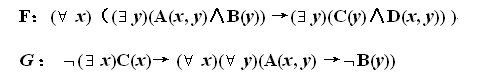 F: (∀ x) ((∃ y)(A(x, y)∧B(y)) →(∃ y)(C(y)∧D(x, y)) )
G: ¬(∃ x)C(x)→ (∀ x)(∀ y)(A(x, y) → ¬B(y))